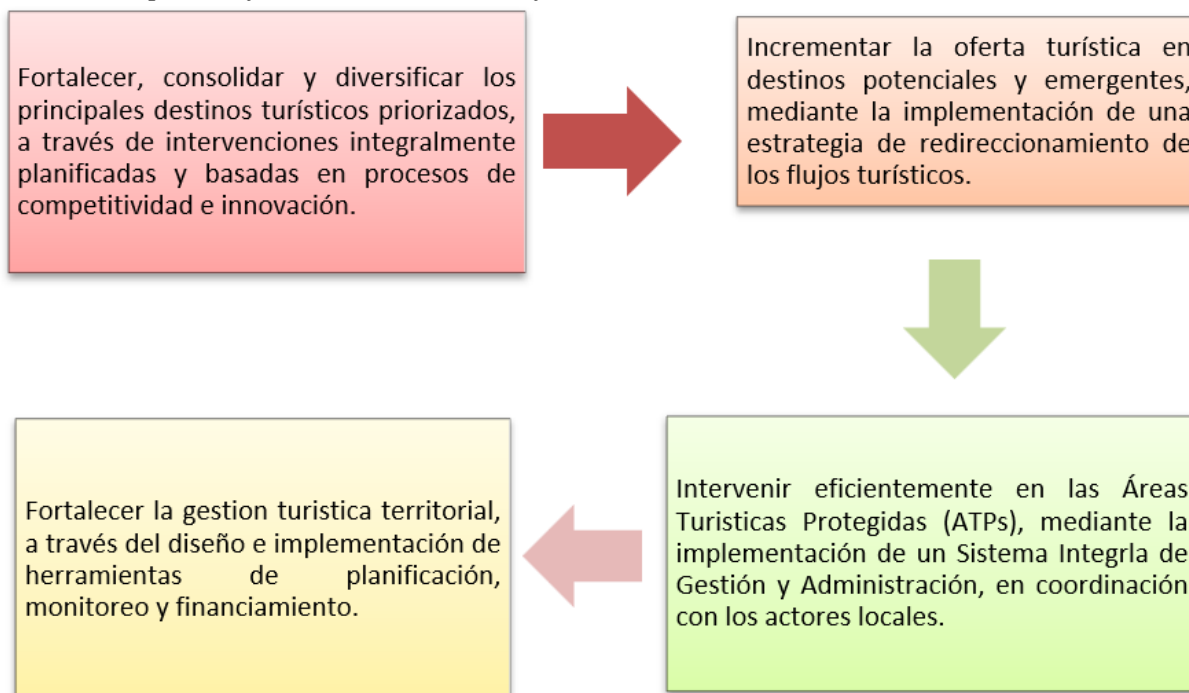 Fortalecer, consolidar y diversificar los
principales destinos turísticos priorizados,
a través de intervenciones integralmente
planificadas y basadas en procesos de
competitividad e innovación.
Incrementar la oferta turística en
destinos potenciales y emergentes,
mediante la implementación de una
estrategia de redireccionamiento de
los flujos turísticos.
Intervenir eficientemente en las Áreas
Turisticas Protegidas (ATPs), mediante la
implementación de un Sistema Integrla de
Gestión y Administración, en coordinación
con los actores locales.
Fortalecer la gestion turistica territorial,
a través del diseño e implementación de
herramientas de planificación,
monitoreo y financiamiento.